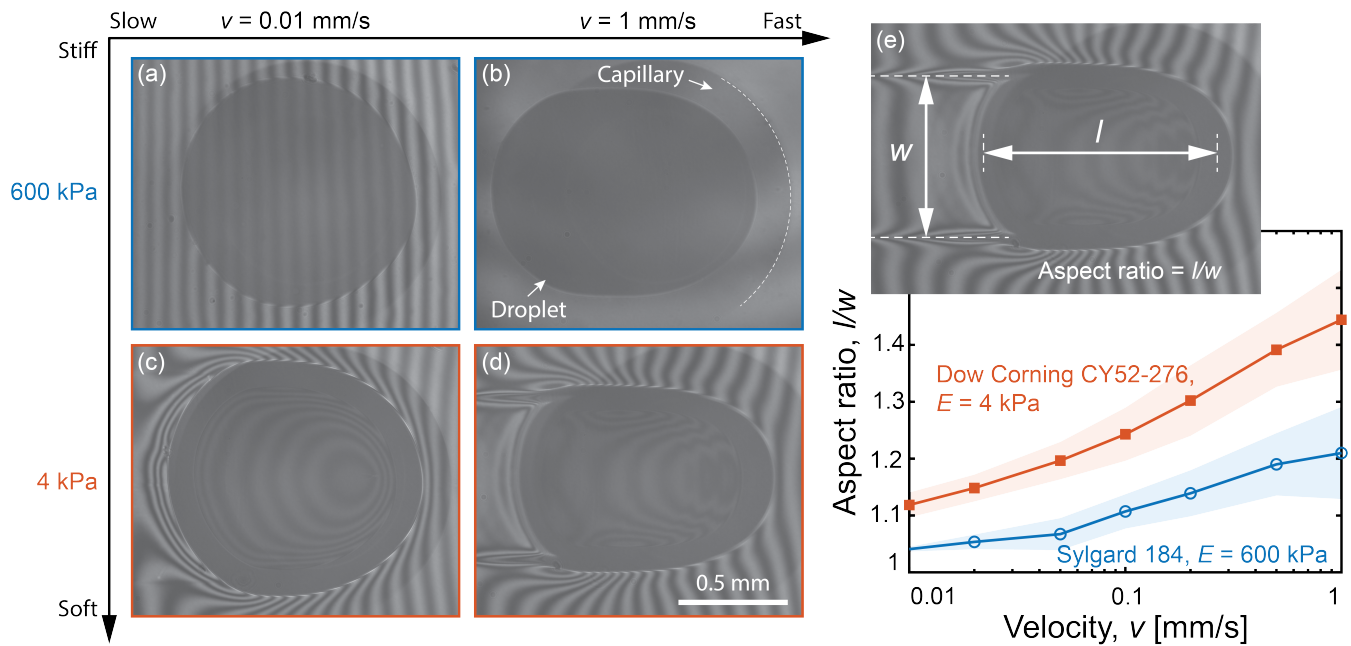 Slow
v = 0.01 mm/s
v = 1 mm/s
Fast
Stiff
600 kPa
4 kPa
Soft
(a)
(b)
Capillary
Droplet
(c)
(d)
0.5 mm
(e)
w
l
Aspect ratio = l/w
Aspect ratio, l/w
1.4
1.3
1.2
1.1
1
Dow Corning CY52-276,
E = 4 kPa
Sylgard 184, E = 600 kPa
0.01
0.1
1
Velocity, v [mm/s]